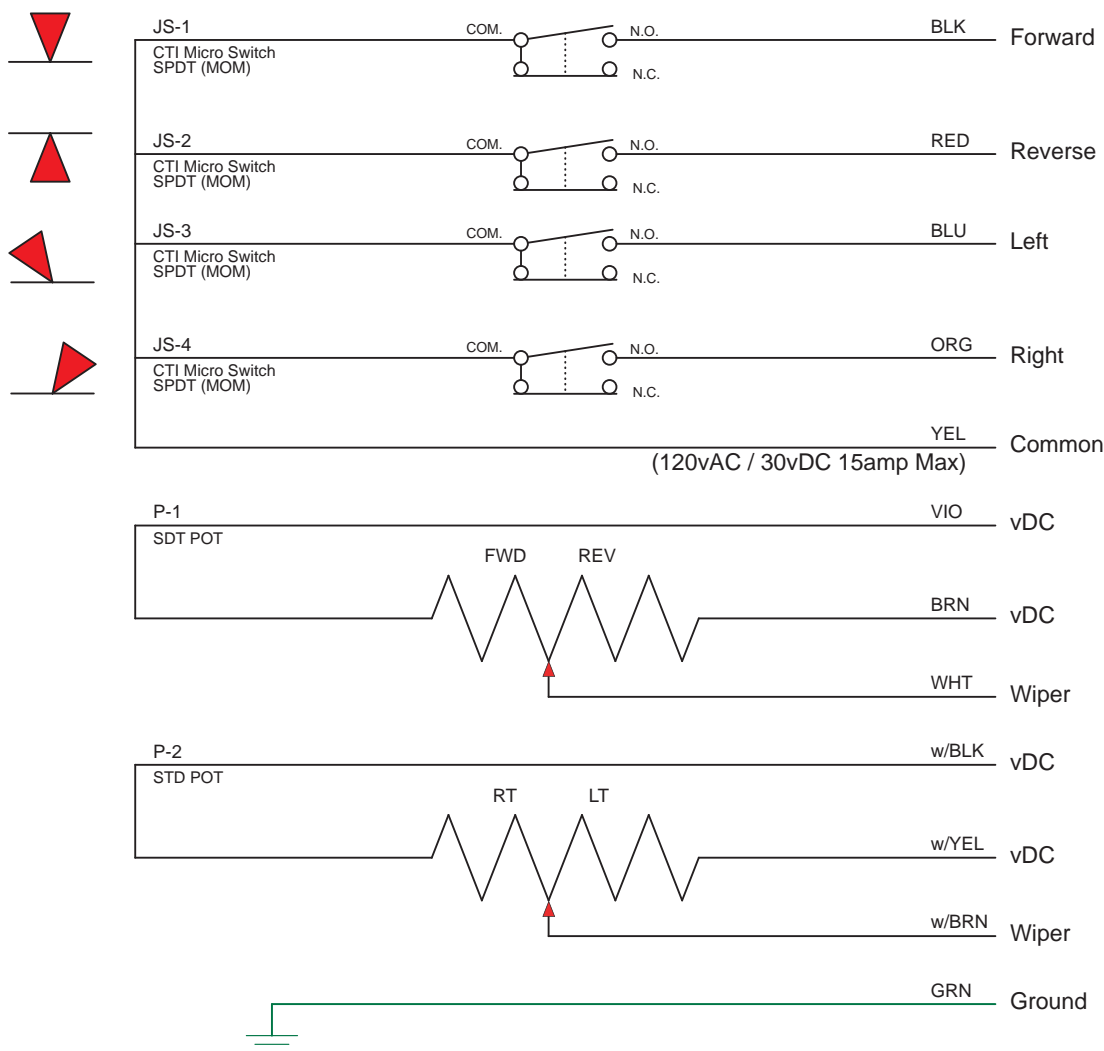 JS-1
COM.
N.O.
BLK
Forward
CTI Micro Switch
SPDT (MOM)
N.C.
JS-2
COM.
N.O.
RED
Reverse
CTI Micro Switch
SPDT (MOM)
N.C.
JS-3
COM.
N.O.
BLU
Left
CTI Micro Switch
SPDT (MOM)
N.C.
JS-4
COM.
N.O.
ORG
Right
CTI Micro Switch
SPDT (MOM)
N.C.
YEL
Common
(120vAC / 30vDC 15amp Max)
P-1
VIO
vDC
SDT POT
FWD
REV
BRN
vDC
WHT
Wiper
P-2
w/BLK
vDC
STD POT
RT
LT
w/YEL
vDC
w/BRN
Wiper
GRN
Ground